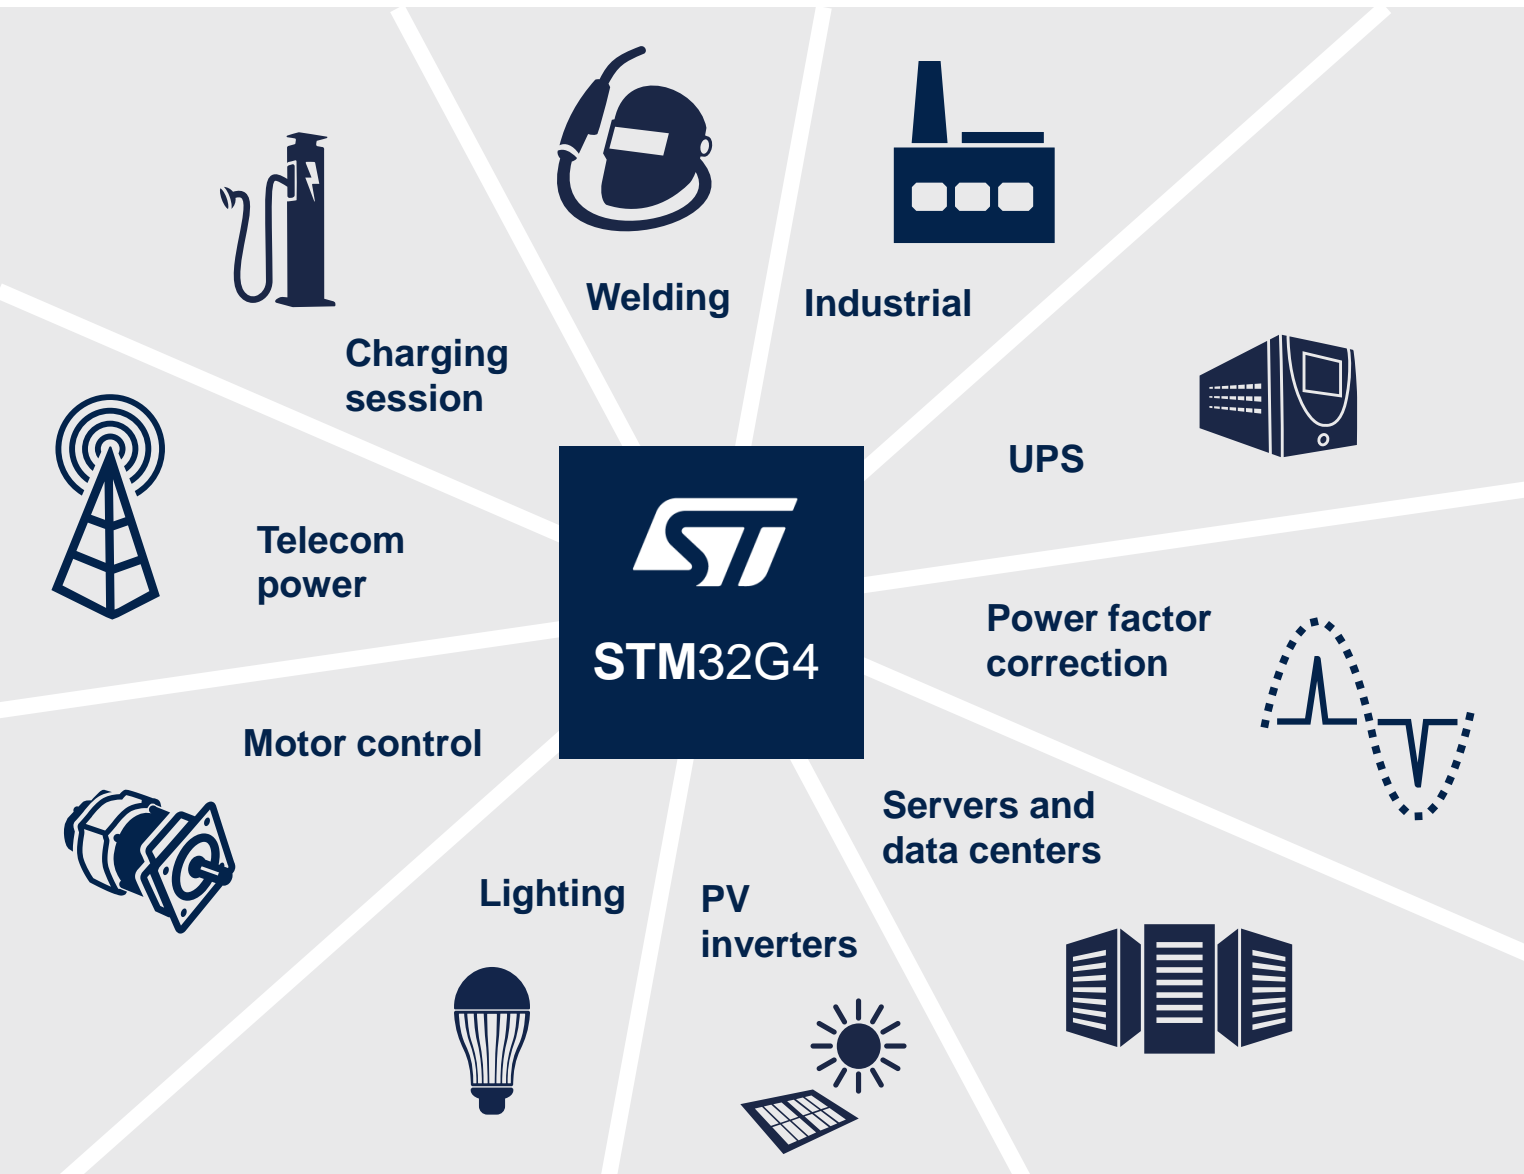 Welding
Industrial
Charging
session
UPS
Telecom
power
ST
STM32G4
Power factor
correction
Motor control
Servers and
data centers
Lighting
PV
inverters